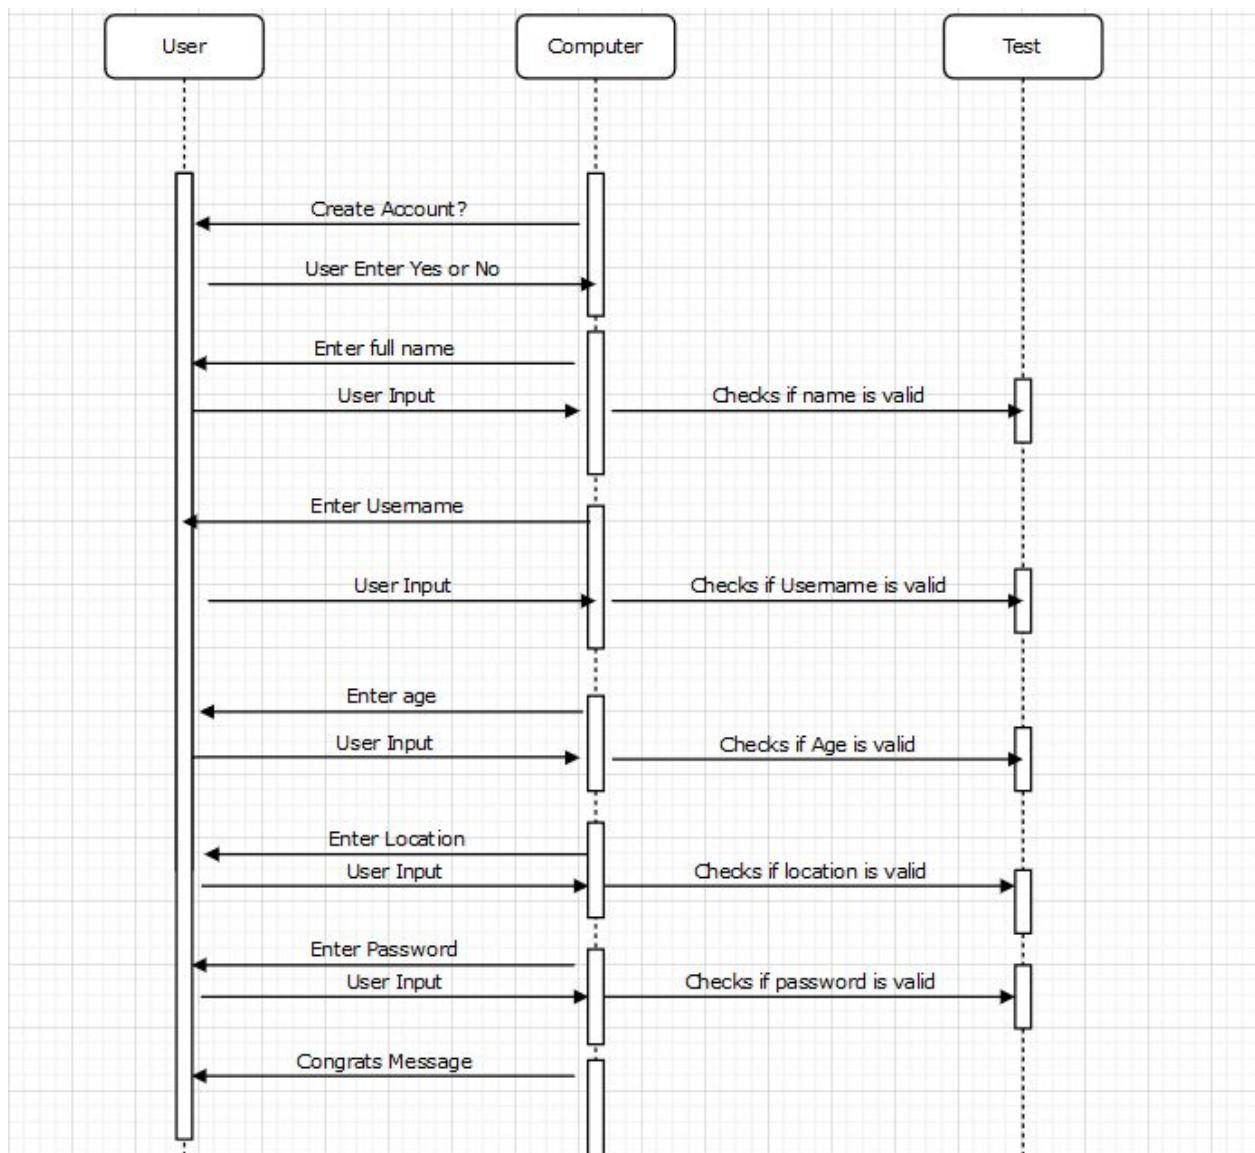 User
Computer
Test
Create Account?
User Enter Yes or No
Enter full name
User Input
Checks if name is valid
Enter Username
User Input
Checks if Username is valid
Enter age
User Input
Checks if Age is valid
Enter Location
User Input
Checks if location is valid
Enter Password
User Input
Checks if password is valid
Congrats Message